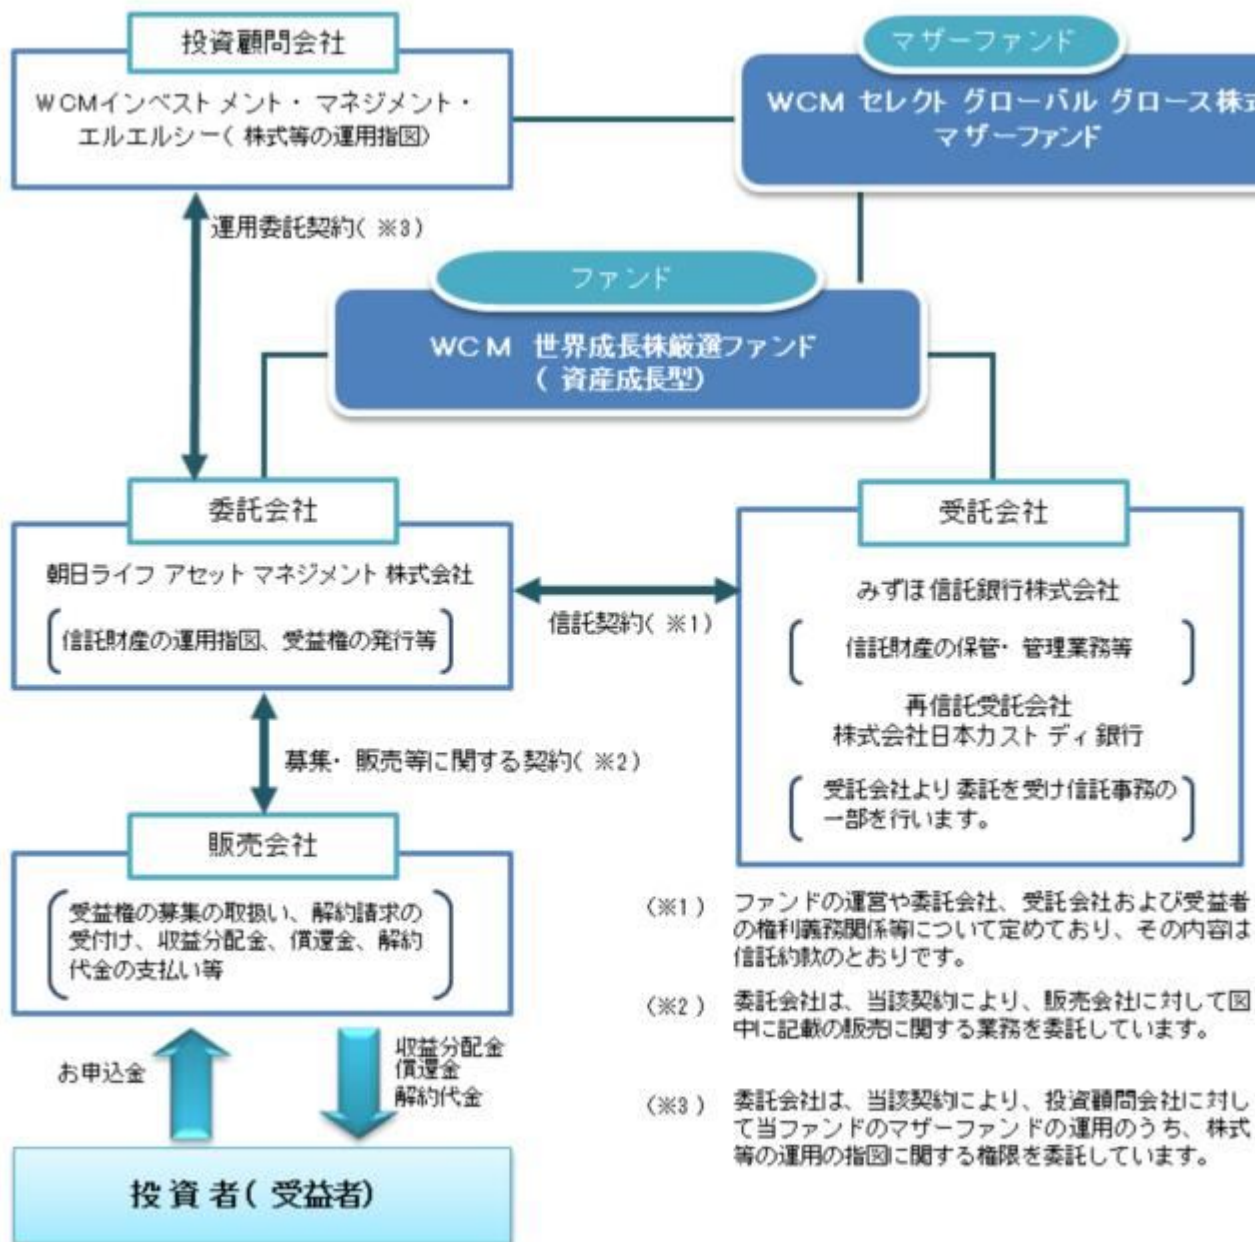 投資顧問会社
WCMインベストメント・マネジメント・
エルエルシー(株式等の運用指図)
マザーファンド
WCM セレクト グローバル グロース株式
マザーファンド
運用委託契約(※3)
ファンド
WCM 世界成長株厳選ファンド
(資産成長型)
委託会社
朝日ライフ アセット マネジメント 株式会社
信託財産の運用指図、受益権の発行等
信託契約(※1)
受託会社
みずほ信託銀行株式会社
信託財産の保管・管理業務等
再信託受託会社
株式会社日本カストディ銀行
受託会社より委託を受け信託事務の
一部を行います。
募集・販売等に関する契約(※2)
販売会社
受益権の募集の取扱い、解約請求の
受付け、収益分配金、償還金、解約
代金の支払い等
お申込金
収益分配金
償還金
解約代金
投資者(受益者)
(※1) ファンドの運営や委託会社、受託会社および受益者
の権利義務関係等について定めており、その内容は
信託約款のとおりです。
(※2) 委託会社は、当該契約により、販売会社に対して図
中に記載の販売に関する業務を委託しています。
(※3) 委託会社は、当該契約により、投資顧問会社に対し
て当ファンドのマザーファンドの運用のうち、株式
等の運用の指図に関する権限を委託しています。